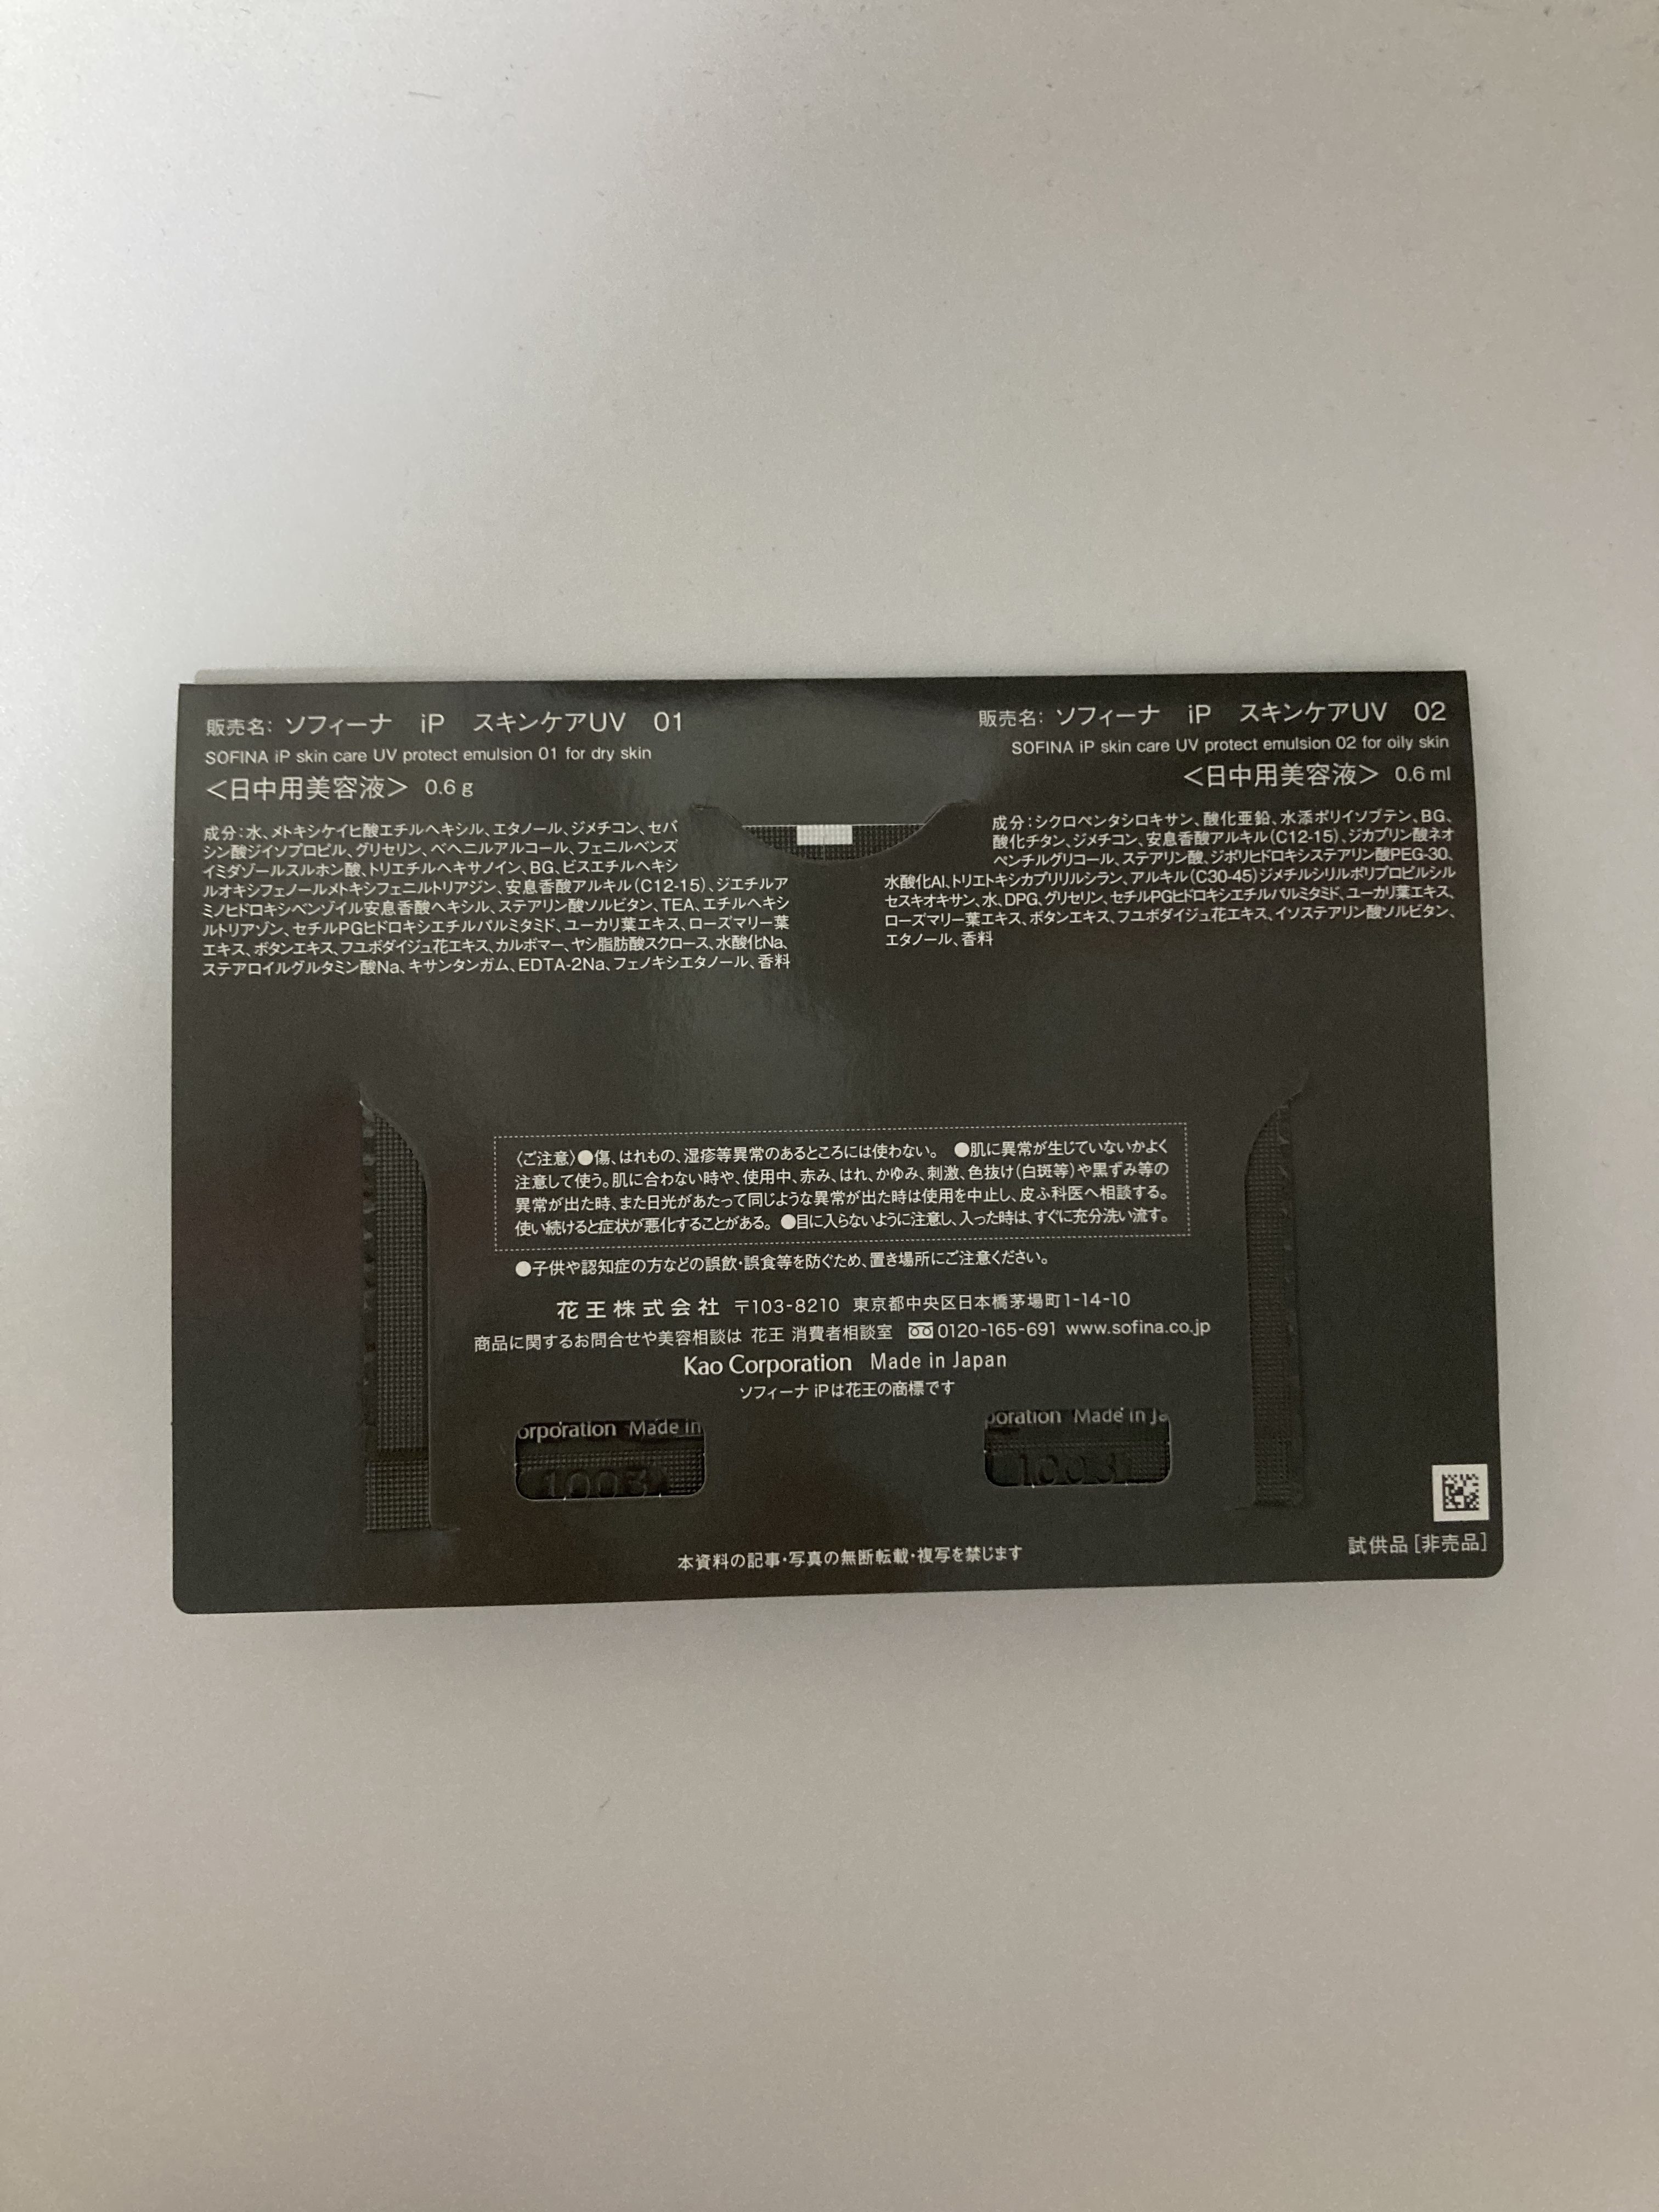 販売名: ソフィーナ iP スキンケアUV 01
SOFINA iP skin care UV protect emulsion 01 for dry skin
＜日中用美容液＞ 0.6 g
成分：水、メトキシケイヒ酸エチルヘキシル、エタノール、ジメチコン、セバ
シン酸ジイソプロピル、グリセリン、ベヘニルアルコール、フェニルベンズ
イミダゾールスルホン酸、トリエチルヘキサノイン、BG、ビスエチルヘキシ
ルオキシフェノールメトキシフェニルトリアジン、安息香酸アルキル（C12-15）、ジエチルア
ミノヒドロキシベンゾイル安息香酸ヘキシル、ステアリン酸ソルビタン、TEA、エチルヘキシ
ルトリアゾン、セチルPGヒドロキシエチルパルミタミド、ユーカリ葉エキス、ローズマリー葉
エキス、ボタンエキス、フユボダイジュ花エキス、カルボマー、ヤシ脂肪酸スクロース、水酸化Na、
ステアロイルグルタミン酸Na、キサンタンガム、EDTA-2Na、フェノキシエタノール、香料
販売名: ソフィーナ iP スキンケアUV 02
SOFINA iP skin care UV protect emulsion 02 for oily skin
＜日中用美容液＞ 0.6 ml
成分：シクロペンタシロキサン、酸化亜鉛、水添ポリイソブテン、BG、
酸化チタン、ジメチコン、安息香酸アルキル（C12-15）、ジカプリン酸ネオ
ペンチルグリコール、ステアリン酸、ジポリヒドロキシステアリン酸PEG-30、
水酸化Al、トリエトキシカプリリルシラン、アルキル（C30-45）ジメチルシリルポリプロピルシル
セスキオキサン、水、DPG、グリセリン、セチルPGヒドロキシエチルパルミタミド、ユーカリ葉エキス、
ローズマリー葉エキス、ボタンエキス、フユボダイジュ花エキス、イソステアリン酸ソルビタン、
エタノール、香料
〈ご注意〉●傷、はれもの、湿疹等異常のあるところには使わない。 ●肌に異常が生じていないかよく
注意して使う。肌に合わない時や、使用中、赤み、はれ、かゆみ、刺激、色抜け（白斑等）や黒ずみ等の
異常が出た時、また日光があたって同じような異常が出た時は使用を中止し、皮ふ科医へ相談する。
使い続けると症状が悪化することがある。 ●目に入らないように注意し、入った時は、すぐに充分洗い流す。
●子供や認知症の方などの誤飲・誤食等を防ぐため、置き場所にご注意ください。
花王株式会社 〒103-8210 東京都中央区日本橋茅場町1-14-10
商品に関するお問合せや美容相談は 花王 消費者相談室 0120-165-691 www.sofina.co.jp
Kao Corporation Made in Japan
ソフィーナ iPは花王の商標です
orporation Made in
1003
oration Made in Ja
1003
試供品［非売品］
本資料の記事・写真の無断転載・複写を禁じます